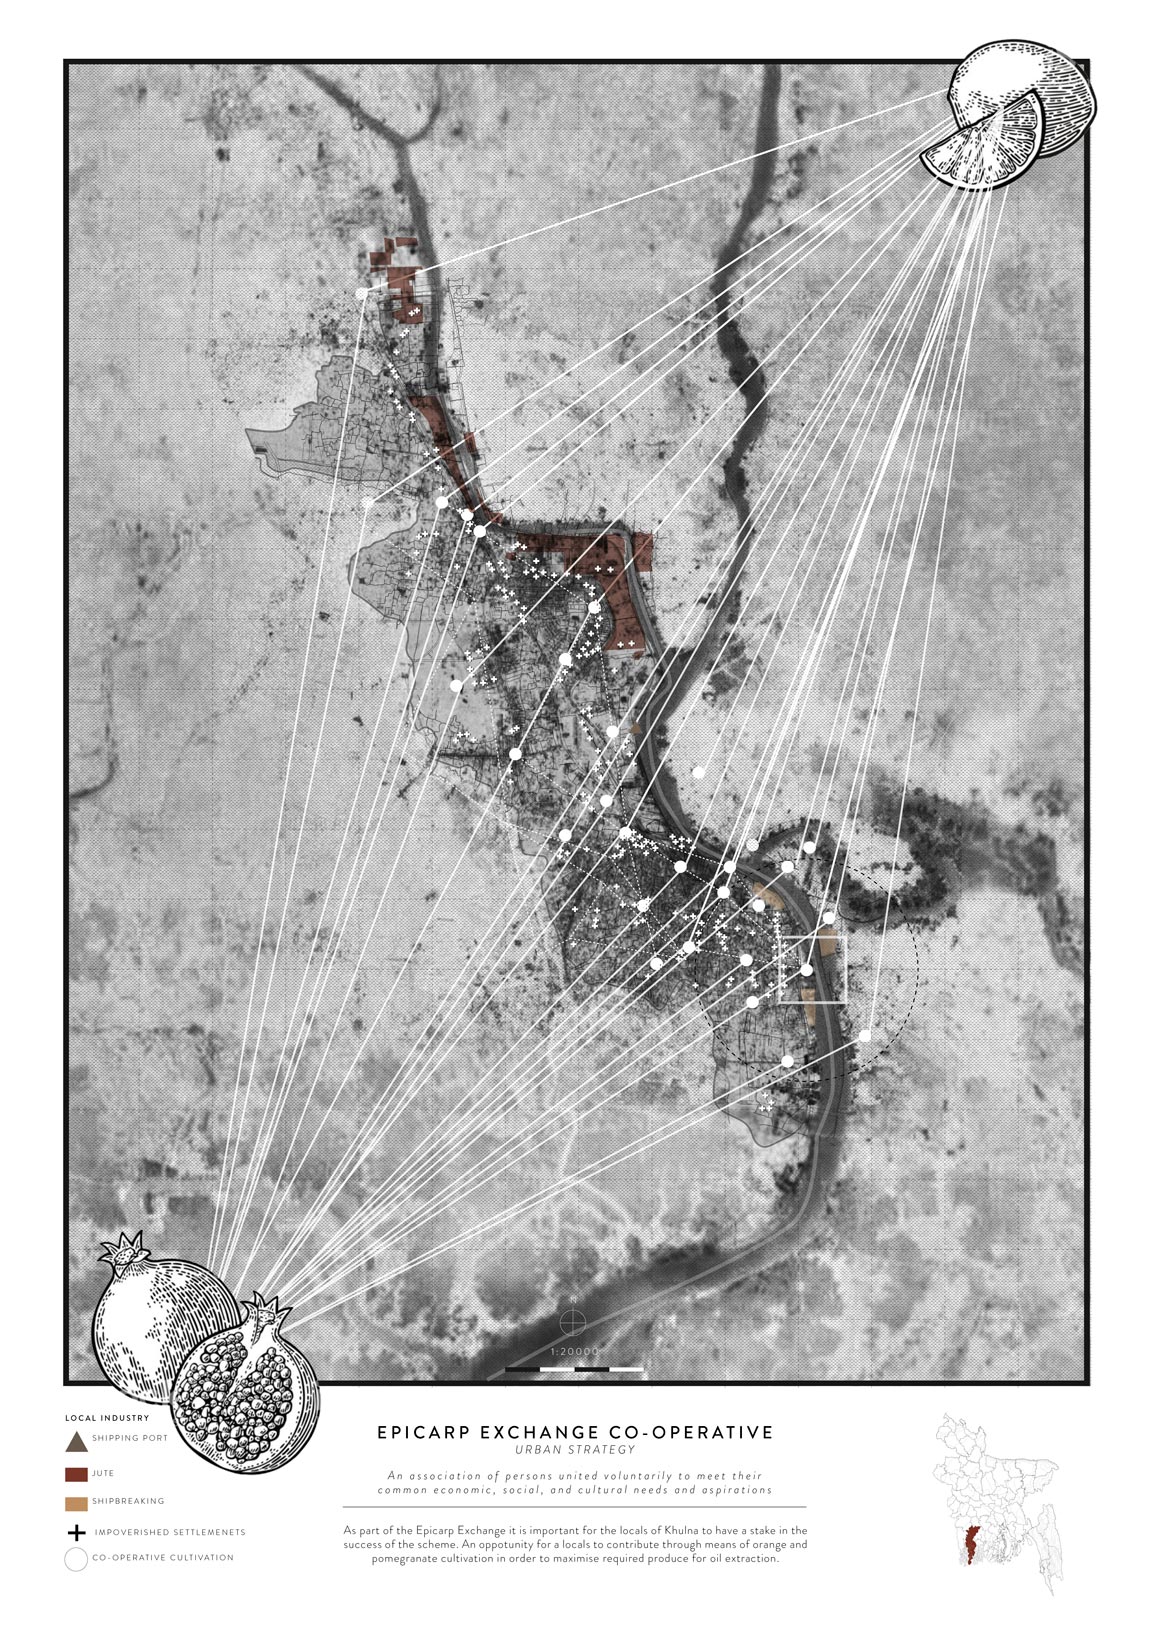 N
1:20000
LOCAL INDUSTRY
SHIPPING PORT
JUTE
SHIPBREAKING
IMPOVERISHED SETTLEMENETS
CO-OPERATIVE CULTIVATION
EPICARP EXCHANGE CO-OPERATIVE
URBAN STRATEGY
An association of persons united voluntarily to meet their
common economic, social, and cultural needs and aspirations
As part of the Epicarp Exchange it is important for the locals of Khulna to have a stake in the
success of the scheme. An oppotunity for a locals to contribute through means of orange and
pomegranate cultivation in order to maximise required produce for oil extraction.